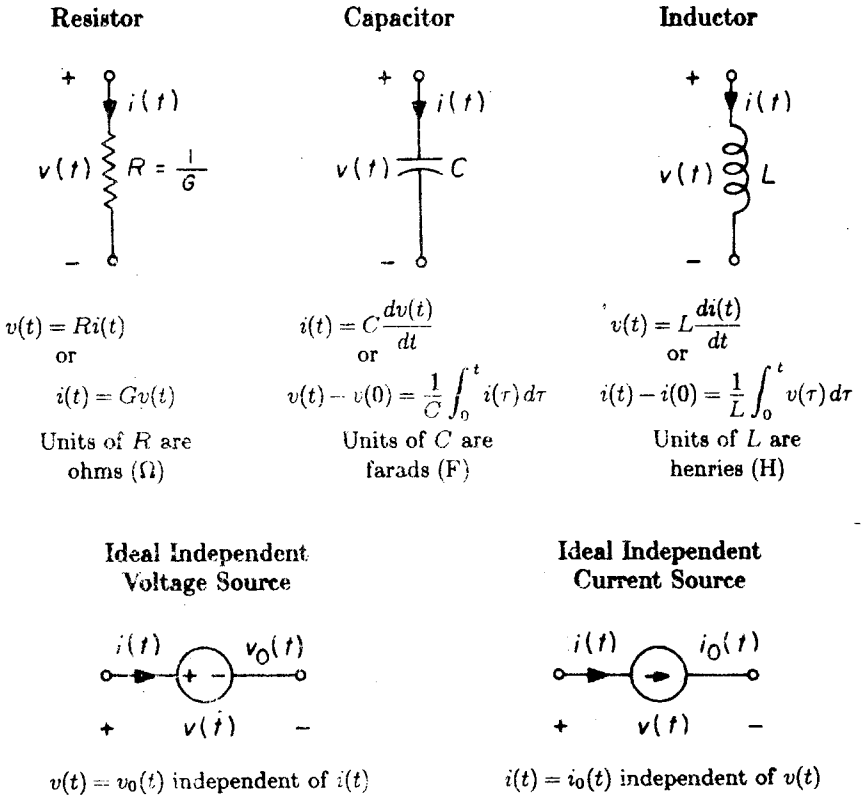 Resistor Capacitor Inductor
+ + +
i(t) i(t) i(t)
v(t) R = 1/G v(t) C v(t) L
− − −
v(t) = Ri(t) i(t) = C dv(t)/dt v(t) = L di(t)/dt
or or or
i(t) = Gv(t) v(t) − v(0) = 1/C ∫₀ᵗ i(τ) dτ i(t) − i(0) = 1/L ∫₀ᵗ v(τ) dτ
Units of R are Units of C are Units of L are
ohms (Ω) farads (F) henries (H)
Ideal Independent Ideal Independent
Voltage Source Current Source
i(t) v₀(t) i(t) i₀(t)
+ −
+ v(t) − + v(t) −
v(t) = v₀(t) independent of i(t) i(t) = i₀(t) independent of v(t)